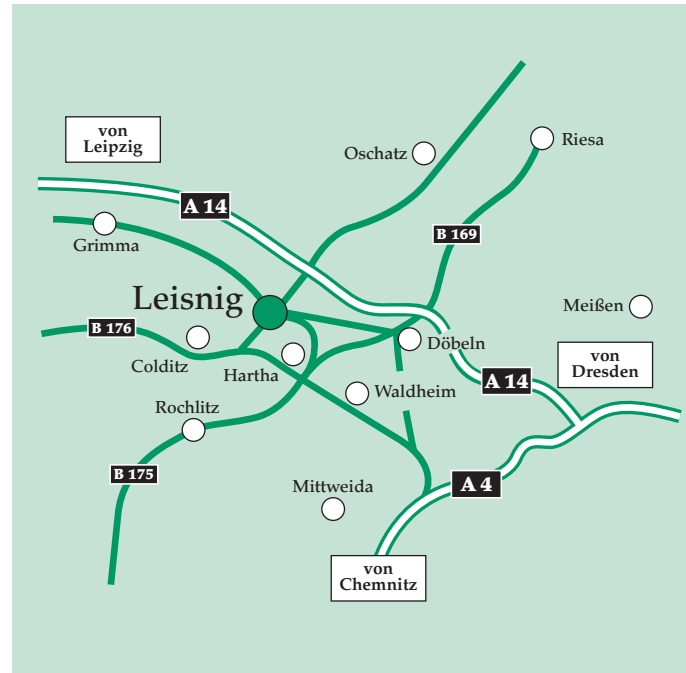 von
Leipzig
Oschatz
Riesa
A 14
B 169
Grimma
Leisnig
Meißen
B 176
Döbeln
Colditz
Hartha
von
Dresden
A 14
Waldheim
Rochlitz
B 175
Mittweida
A 4
von
Chemnitz